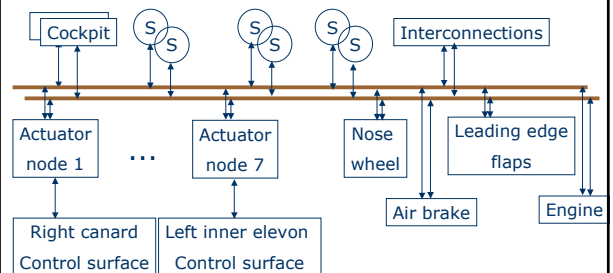 Cockpit
S
S
S
S
S
S
Interconnections
Actuator
node 1
...
Actuator
node 7
Nose
wheel
Leading edge
flaps
Air brake
Engine
Right canard
Control surface
Left inner elevon
Control surface